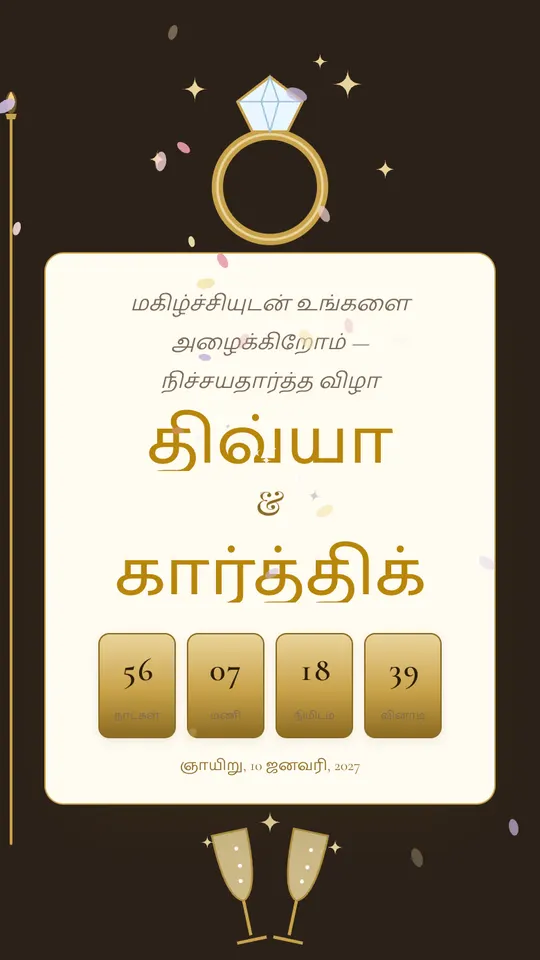 மகிழ்ச்சியுடன் உங்களை
அழைக்கிறோம் —
நிச்சயதார்த்த விழா
திவ்யா
&
கார்த்திக்
56 07 18 39
நாட்கள் மணி நிமிடம் வினாடி
ஞாயிறு, 10 ஜனவரி, 2027